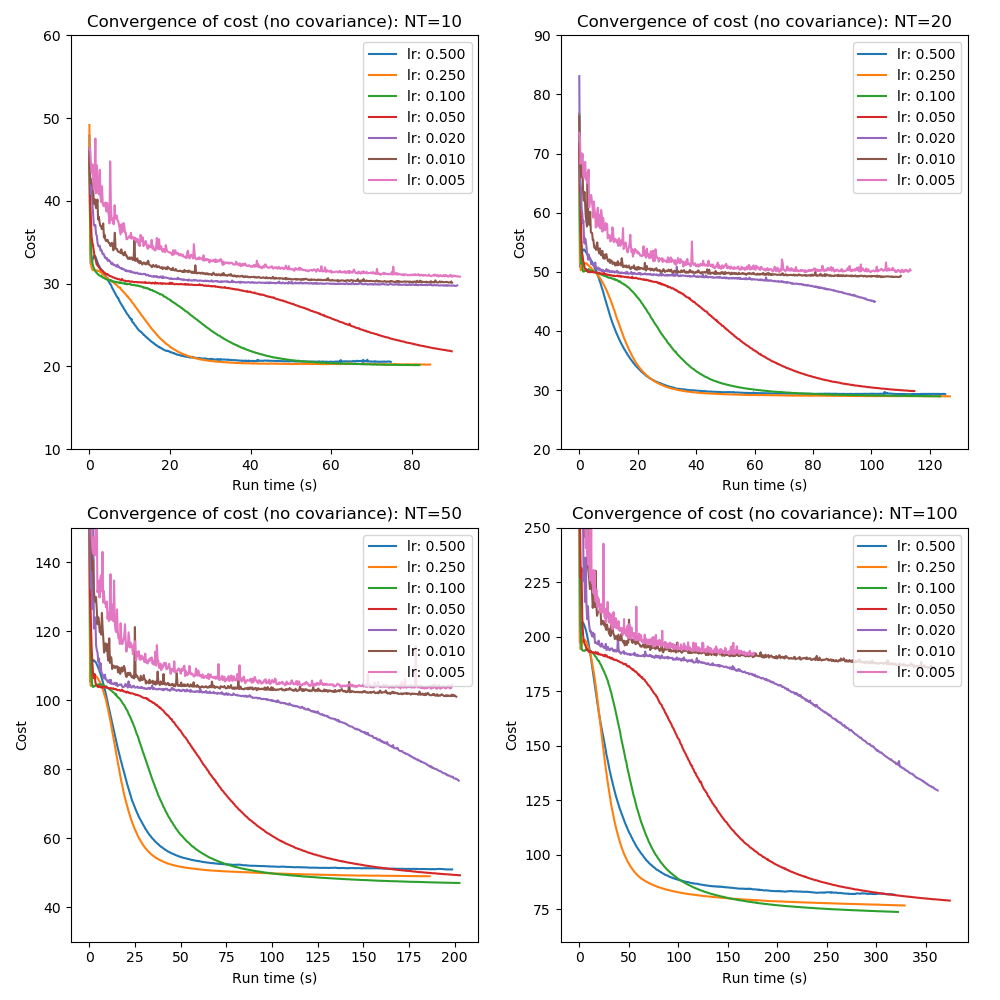 Convergence of cost (no covariance): NT=10
60
50
40
30
20
10
Cost
lr: 0.500
lr: 0.250
lr: 0.100
lr: 0.050
lr: 0.020
lr: 0.010
lr: 0.005
0 20 40 60 80
Run time (s)
Convergence of cost (no covariance): NT=20
90
80
70
60
50
40
30
20
Cost
lr: 0.500
lr: 0.250
lr: 0.100
lr: 0.050
lr: 0.020
lr: 0.010
lr: 0.005
0 20 40 60 80 100 120
Run time (s)
Convergence of cost (no covariance): NT=50
140
120
100
80
60
40
Cost
lr: 0.500
lr: 0.250
lr: 0.100
lr: 0.050
lr: 0.020
lr: 0.010
lr: 0.005
0 25 50 75 100 125 150 175 200
Run time (s)
Convergence of cost (no covariance): NT=100
250
225
200
175
150
125
100
75
Cost
lr: 0.500
lr: 0.250
lr: 0.100
lr: 0.050
lr: 0.020
lr: 0.010
lr: 0.005
0 50 100 150 200 250 300 350
Run time (s)